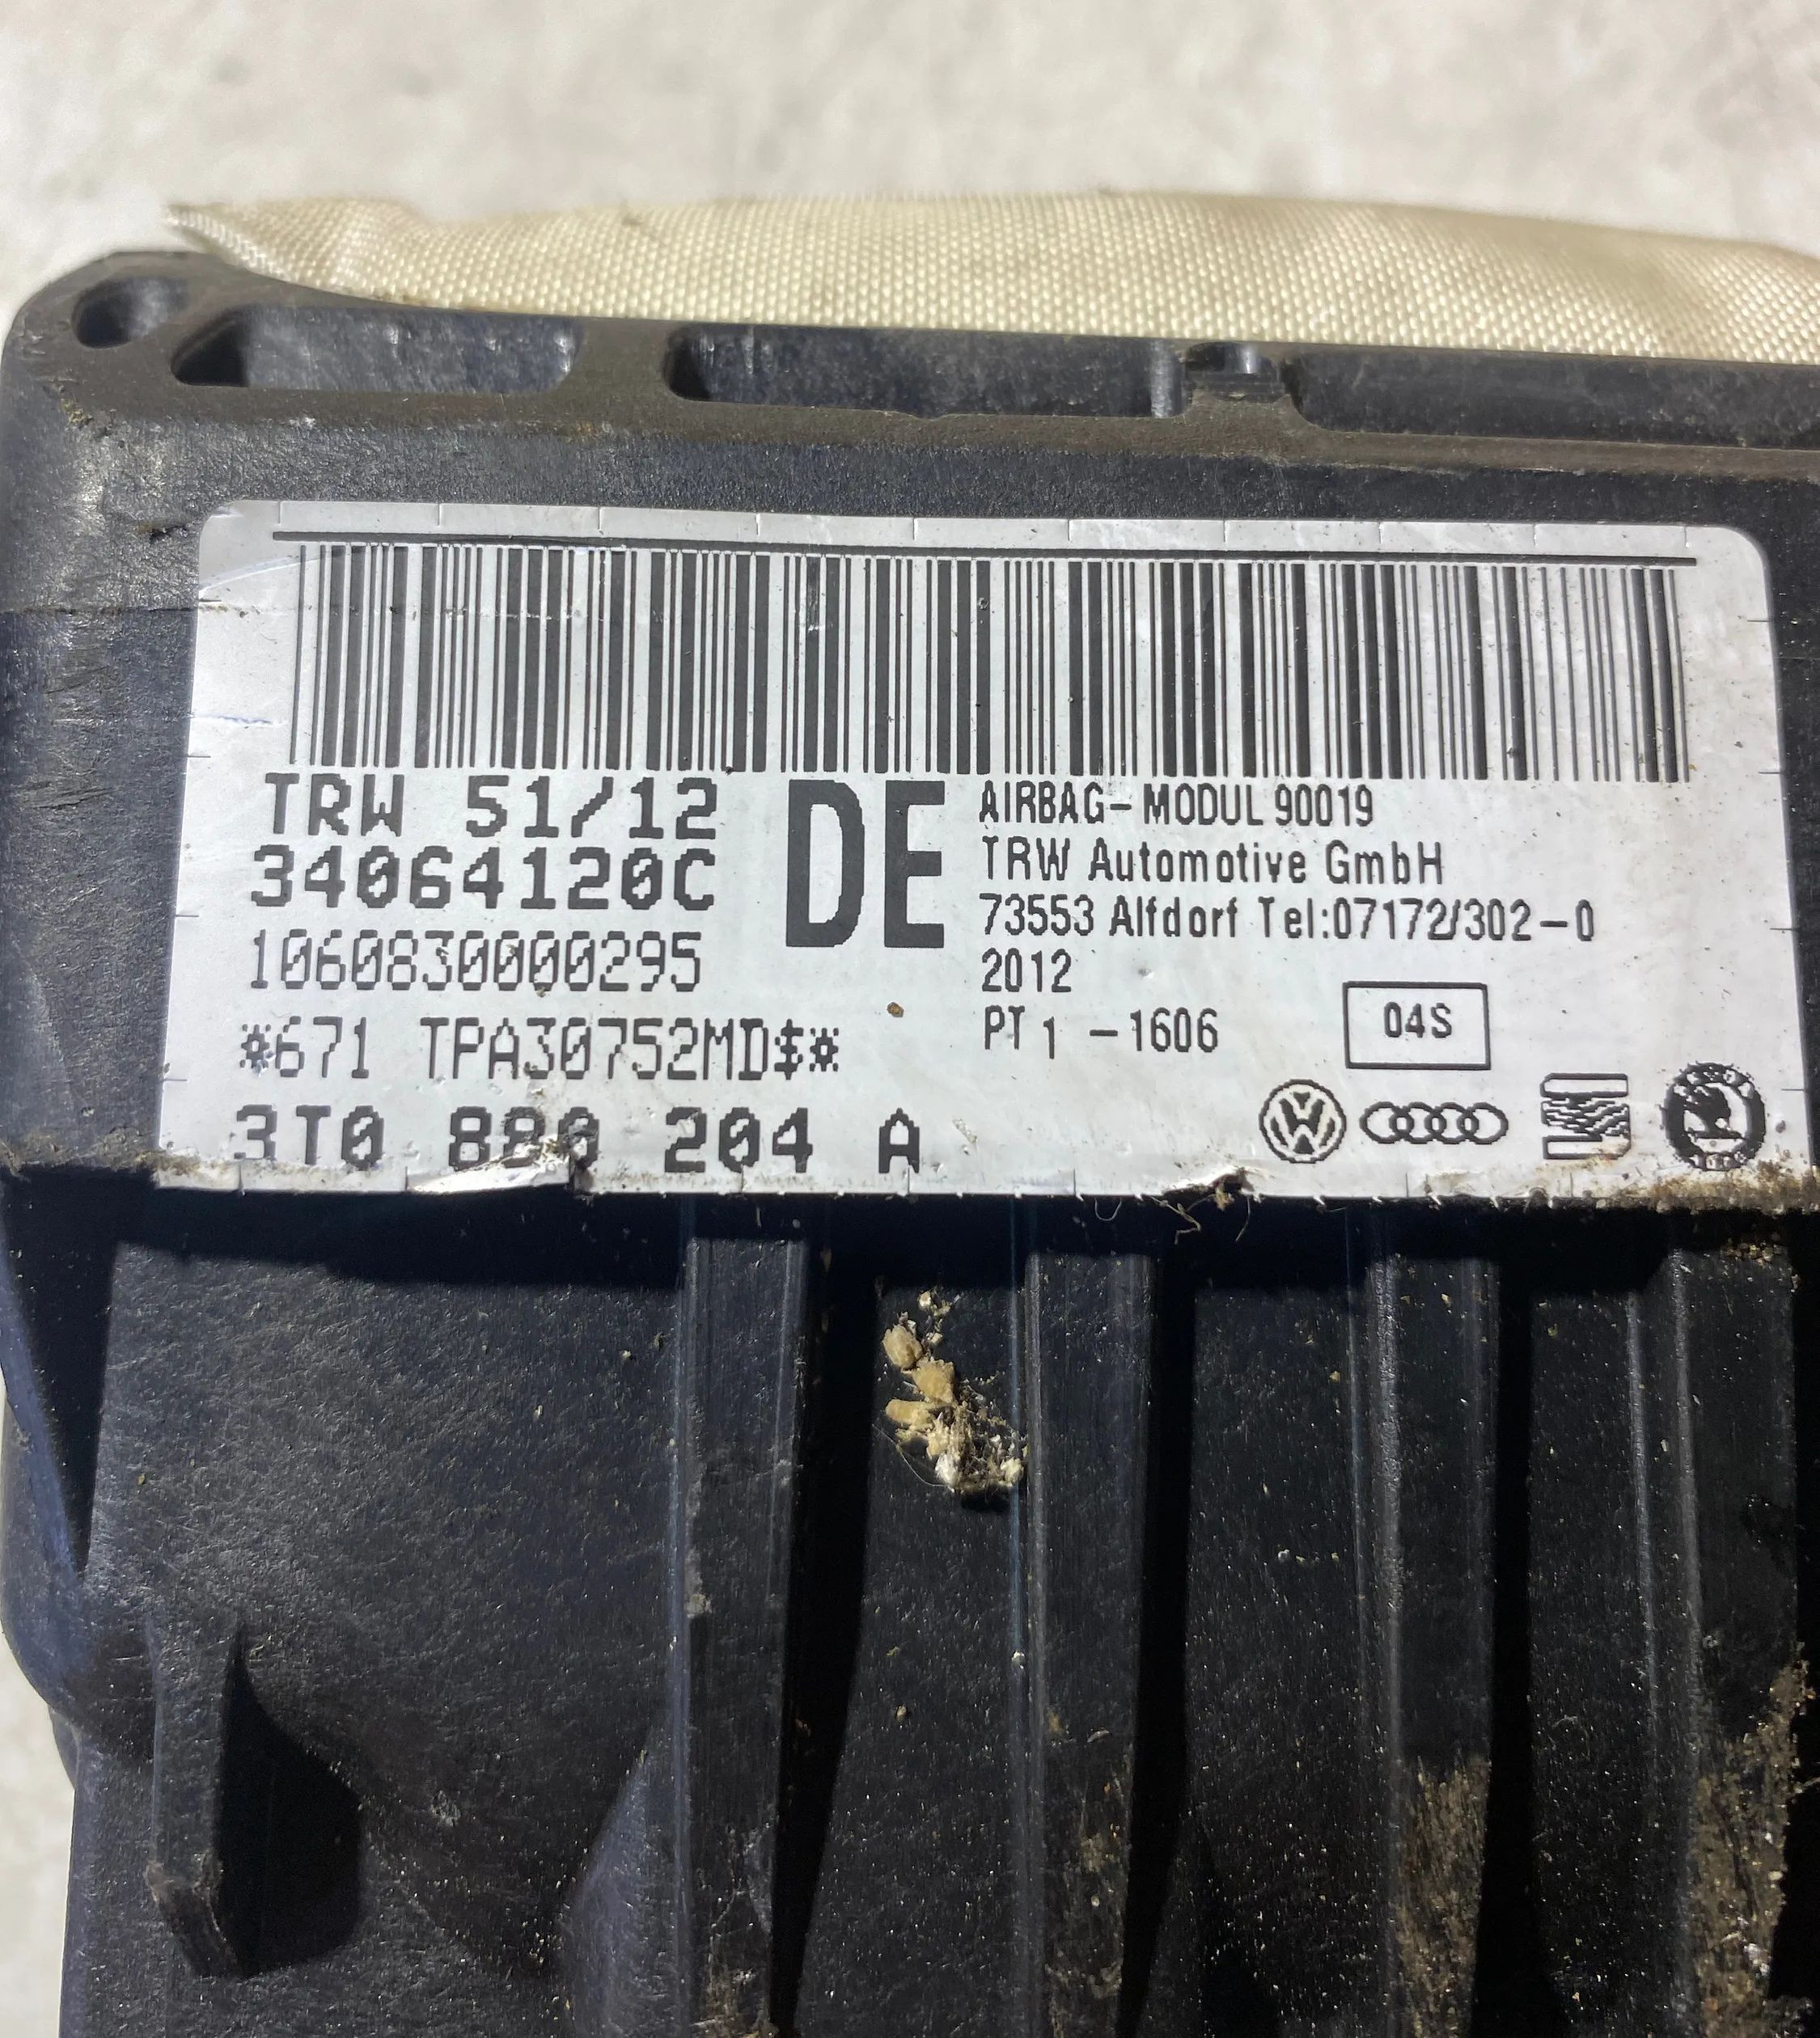 TRW 51/12
34064120C
1060830000295
*671 TPA30752MD$*
3T0 880 204 A
DE
AIRBAG-MODUL 90019
TRW Automotive GmbH
73553 Alfdorf Tel:07172/302-0
2012
PT 1 -1606
04S